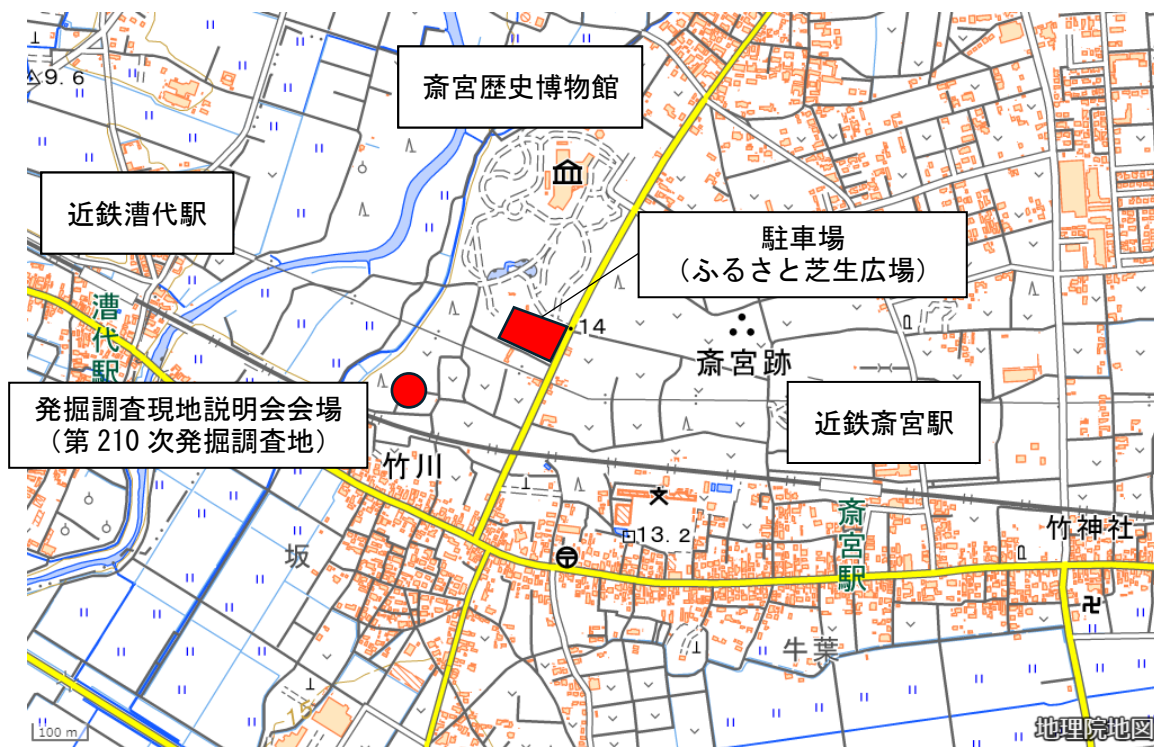 斎宮歴史博物館
9.6
近鉄漕代駅
駐車場
（ふるさと芝生広場）
14
漕代駅
斎宮跡
発掘調査現地説明会会場
（第 210 次発掘調査地）
近鉄斎宮駅
竹川
斎宮駅
13.2
竹神社
坂
牛葉
100 m
地理院地図